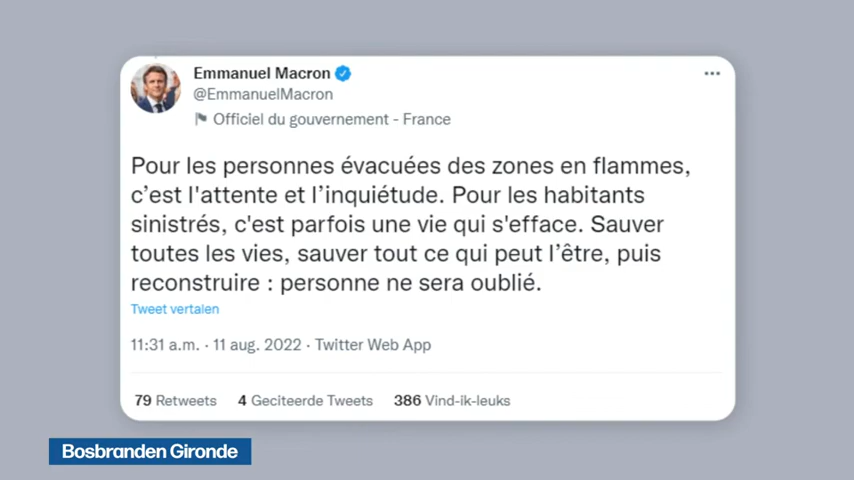 Emmanuel Macron
@EmmanuelMacron
Officiel du gouvernement - France
Pour les personnes évacuées des zones en flammes,
c’est l'attente et l’inquiétude. Pour les habitants
sinistrés, c'est parfois une vie qui s'efface. Sauver
toutes les vies, sauver tout ce qui peut l’être, puis
reconstruire : personne ne sera oublié.
Tweet vertalen
11:31 a.m. · 11 aug. 2022 · Twitter Web App
79 Retweets 4 Geciteerde Tweets 386 Vind-ik-leuks
Bosbranden Gironde